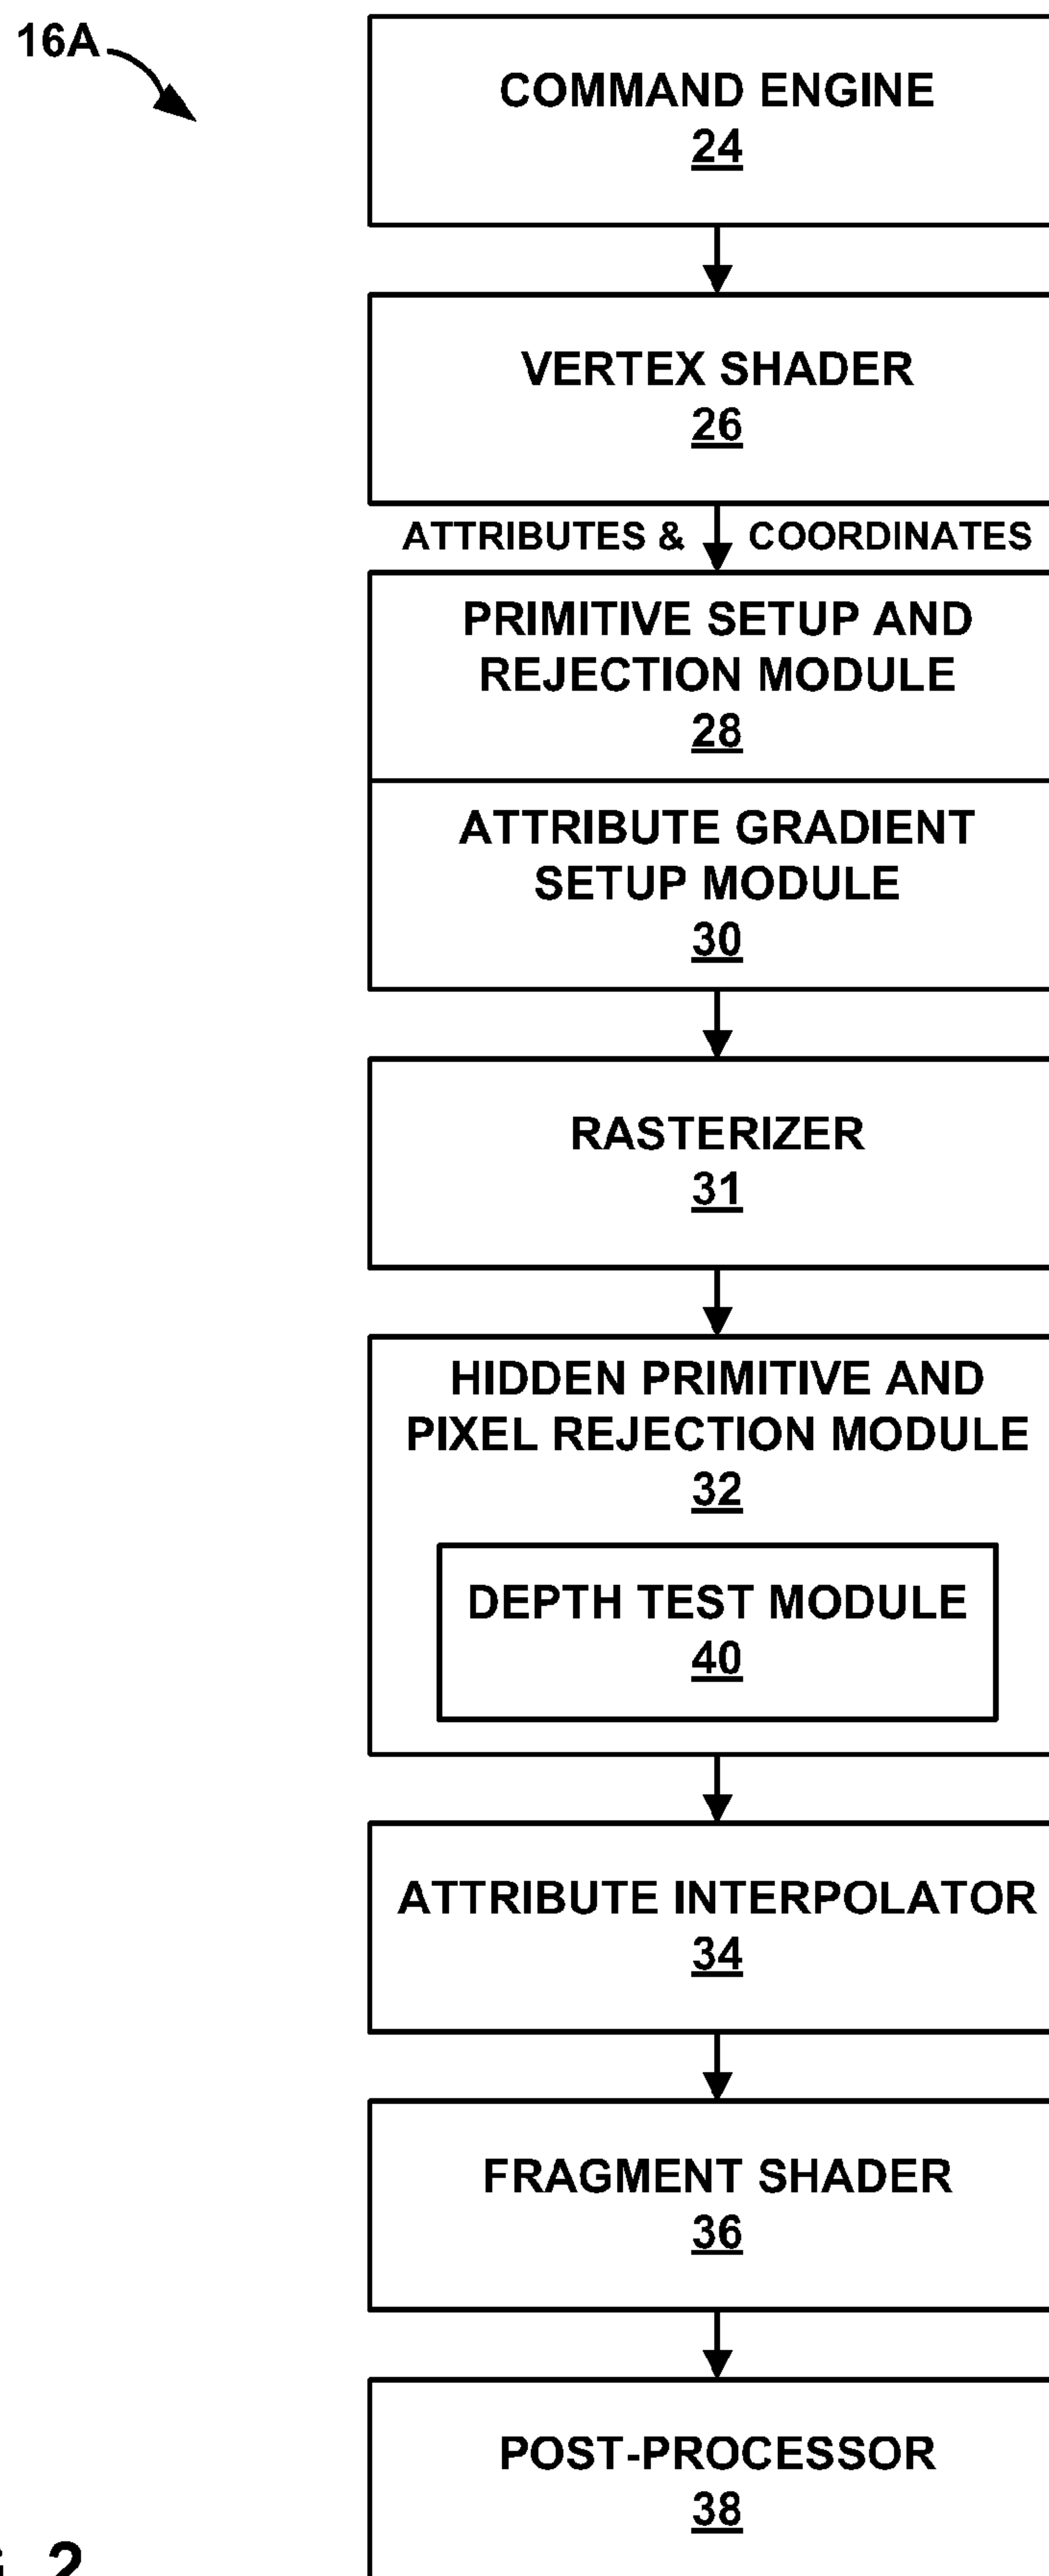 16A
COMMAND ENGINE
24
VERTEX SHADER
26
ATTRIBUTES & COORDINATES
PRIMITIVE SETUP AND
REJECTION MODULE
28
ATTRIBUTE GRADIENT
SETUP MODULE
30
RASTERIZER
31
HIDDEN PRIMITIVE AND
PIXEL REJECTION MODULE
32
DEPTH TEST MODULE
40
ATTRIBUTE INTERPOLATOR
34
FRAGMENT SHADER
36
POST-PROCESSOR
38
2